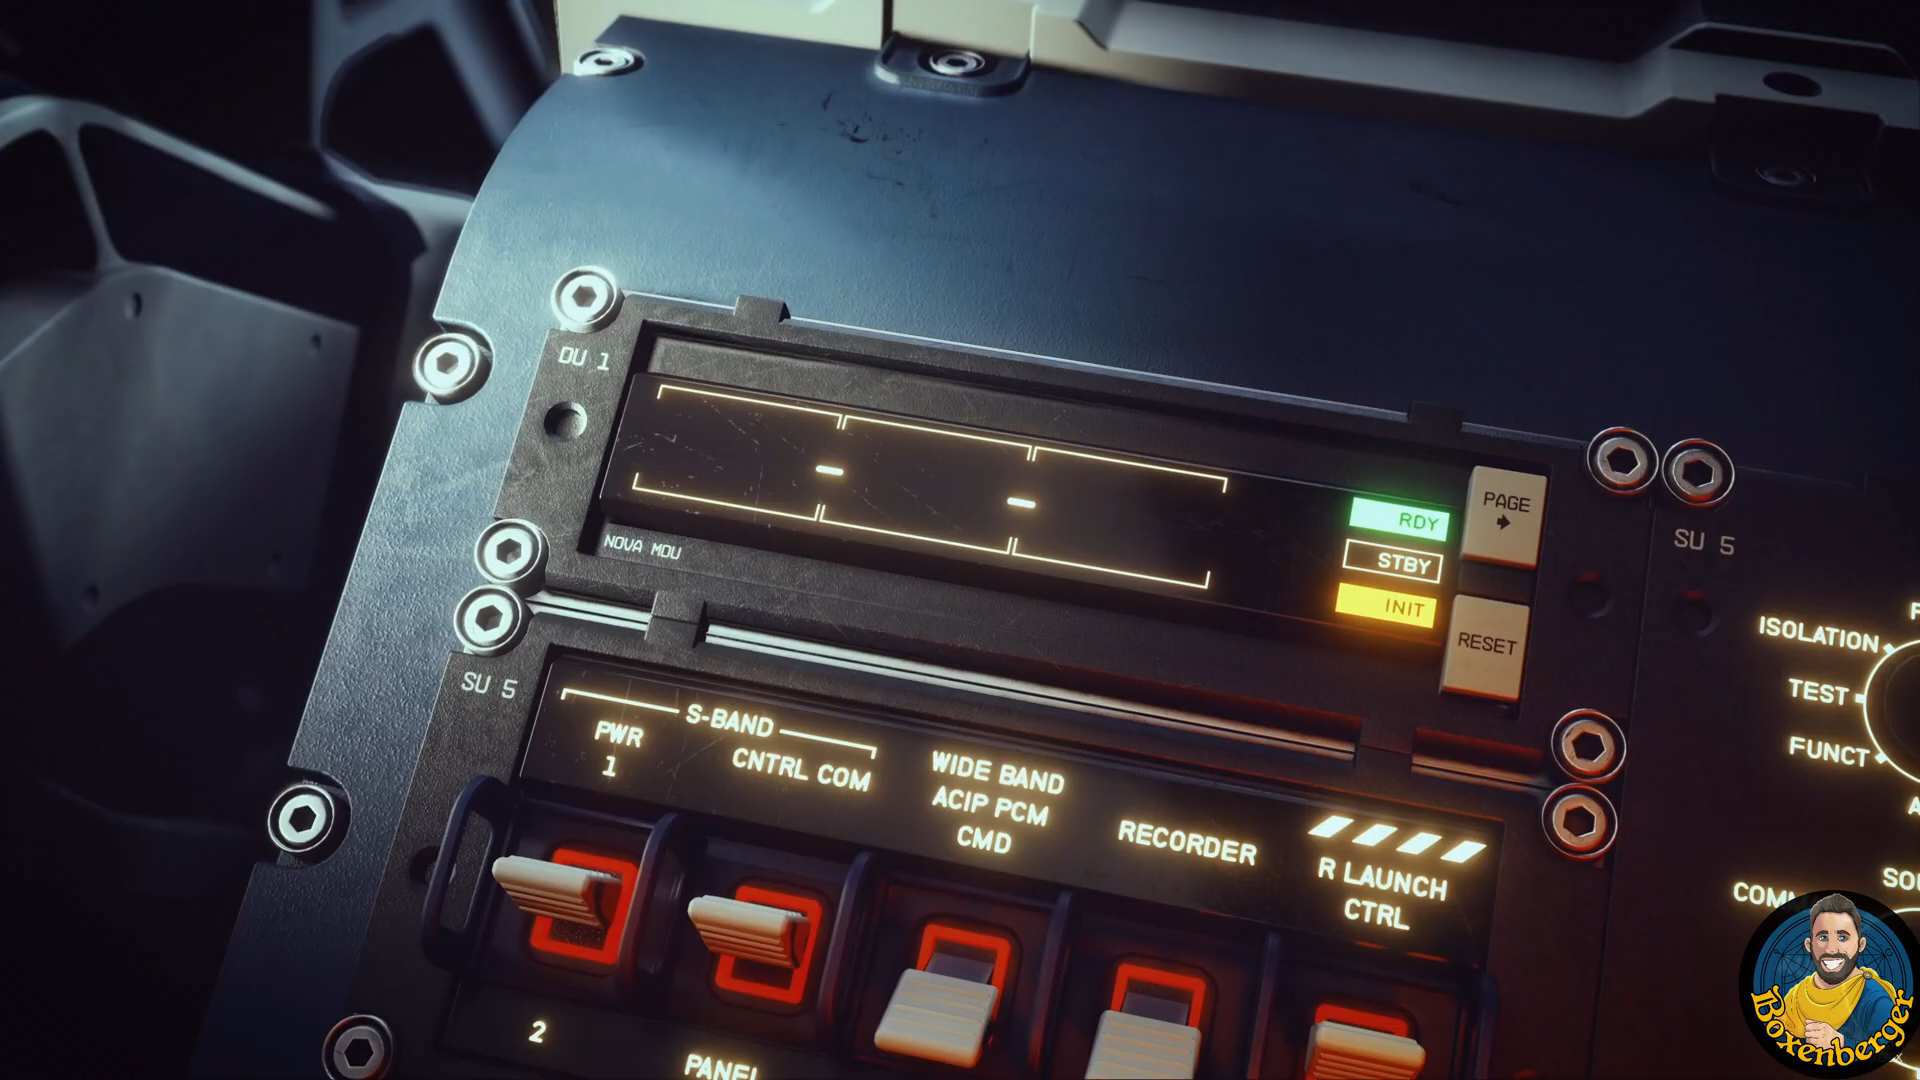 DU 1
PAGE
RDY
STBY
INIT
NOVA MDU
RESET
SU 5
SU 5
ISOLATION
TEST
FUNCT
S-BAND
PWR
1
CNTRL COM
WIDE BAND
ACIP PCM
CMD
RECORDER
R LAUNCH
CTRL
2
PANEL
Boxenberger